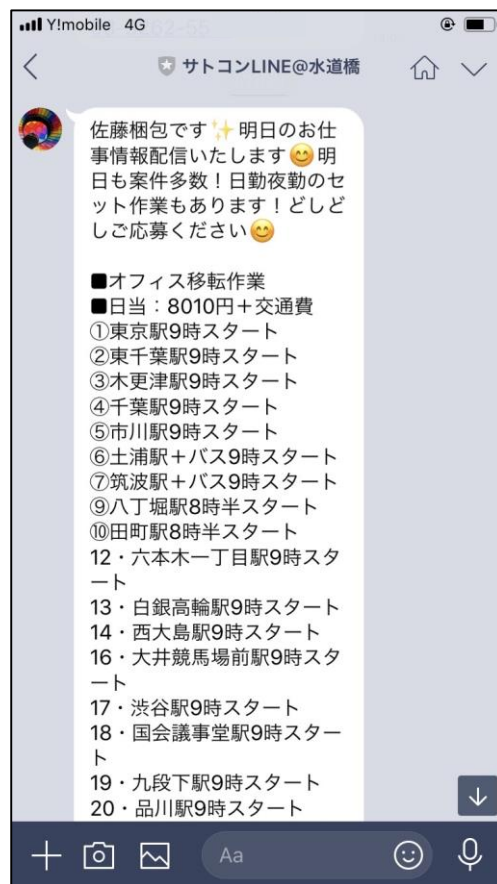 Y!mobile 4G
サトコンLINE@水道橋
佐藤梱包です✨明日のお仕
事情報配信いたします😊明
日も案件多数！日勤夜勤のセ
ット作業もあります！どしど
しご応募ください😊
■オフィス移転作業
■日当：8010円＋交通費
①東京駅9時スタート
②東千葉駅9時スタート
③木更津駅9時スタート
④千葉駅9時スタート
⑤市川駅9時スタート
⑥土浦駅＋バス9時スタート
⑦筑波駅＋バス9時スタート
⑨八丁堀駅8時半スタート
⑩田町駅8時半スタート
12・六本木一丁目駅9時スタ
ート
13・白銀高輪駅9時スタート
14・西大島駅9時スタート
16・大井競馬場前駅9時スタ
ート
17・渋谷駅9時スタート
18・国会議事堂駅9時スター
ト
19・九段下駅9時スタート
20・品川駅9時スタート
Aa